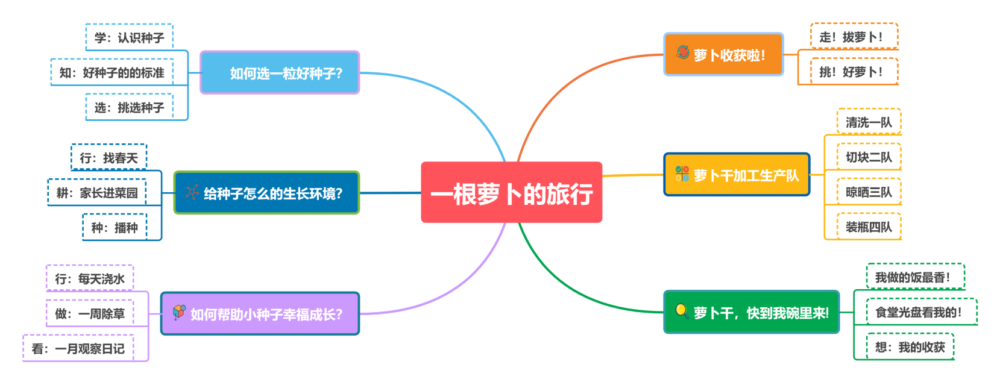 一根萝卜的旅行
如何选一粒好种子？
学：认识种子
知：好种子的的标准
选：挑选种子
给种子怎么的生长环境？
行：找春天
耕：家长进菜园
种：播种
如何帮助小种子幸福成长？
行：每天浇水
做：一周除草
看：一月观察日记
萝卜收获啦！
走！拔萝卜！
挑！好萝卜！
萝卜干加工生产队
清洗一队
切块二队
晾晒三队
装瓶四队
萝卜干，快到我碗里来!
我做的饭最香！
食堂光盘看我的！
想：我的收获